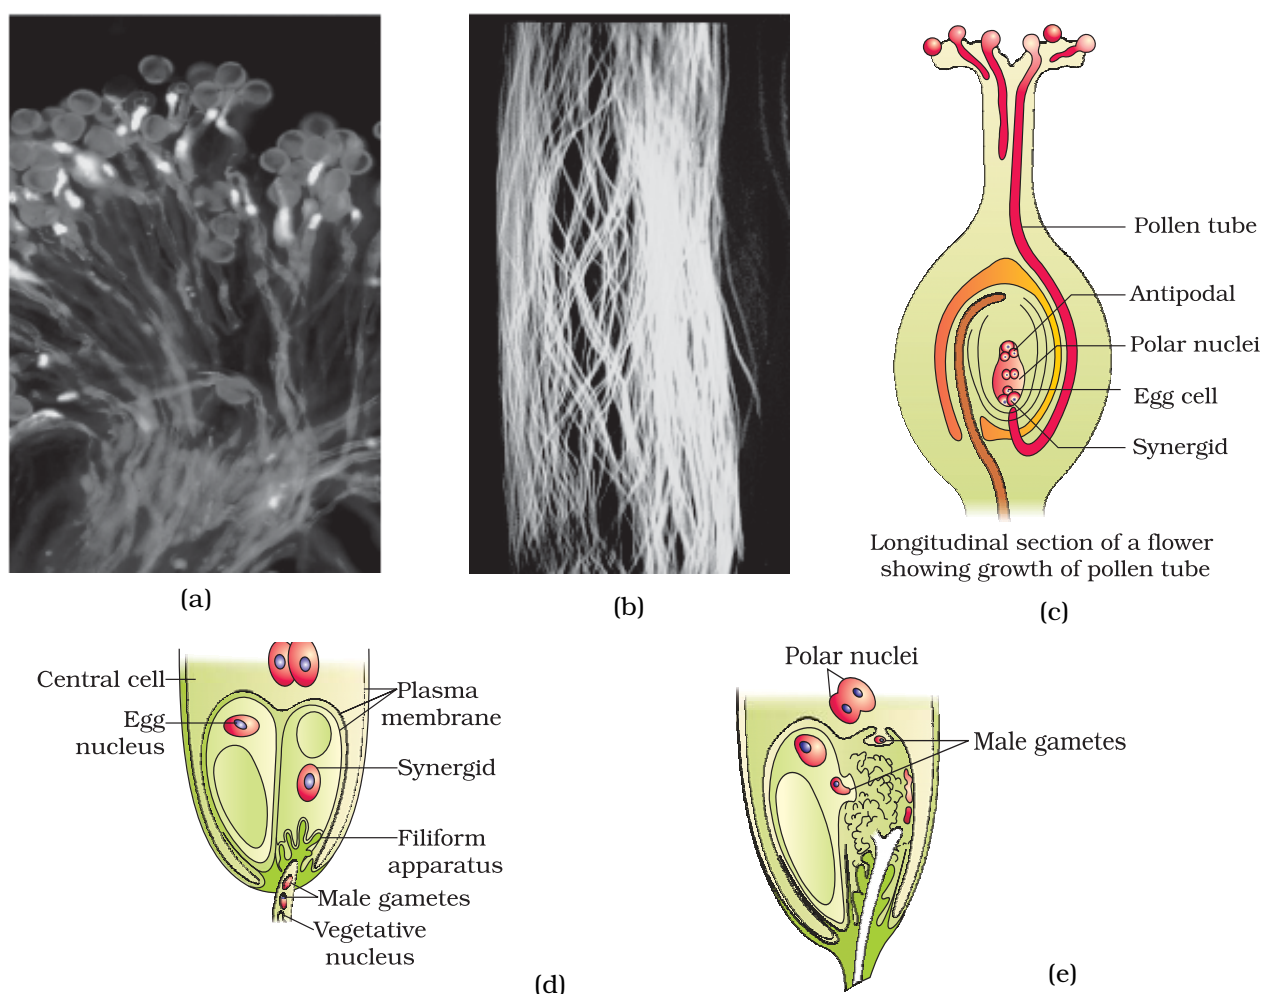 Pollen tube
Antipodal
Polar nuclei
Egg cell
Synergid
Longitudinal section of a flower
showing growth of pollen tube
(a)
(b)
(c)
Central cell
Egg
nucleus
Plasma
membrane
Synergid
Filiform
apparatus
Male gametes
Vegetative
nucleus
(d)
Polar nuclei
Male gametes
(e)